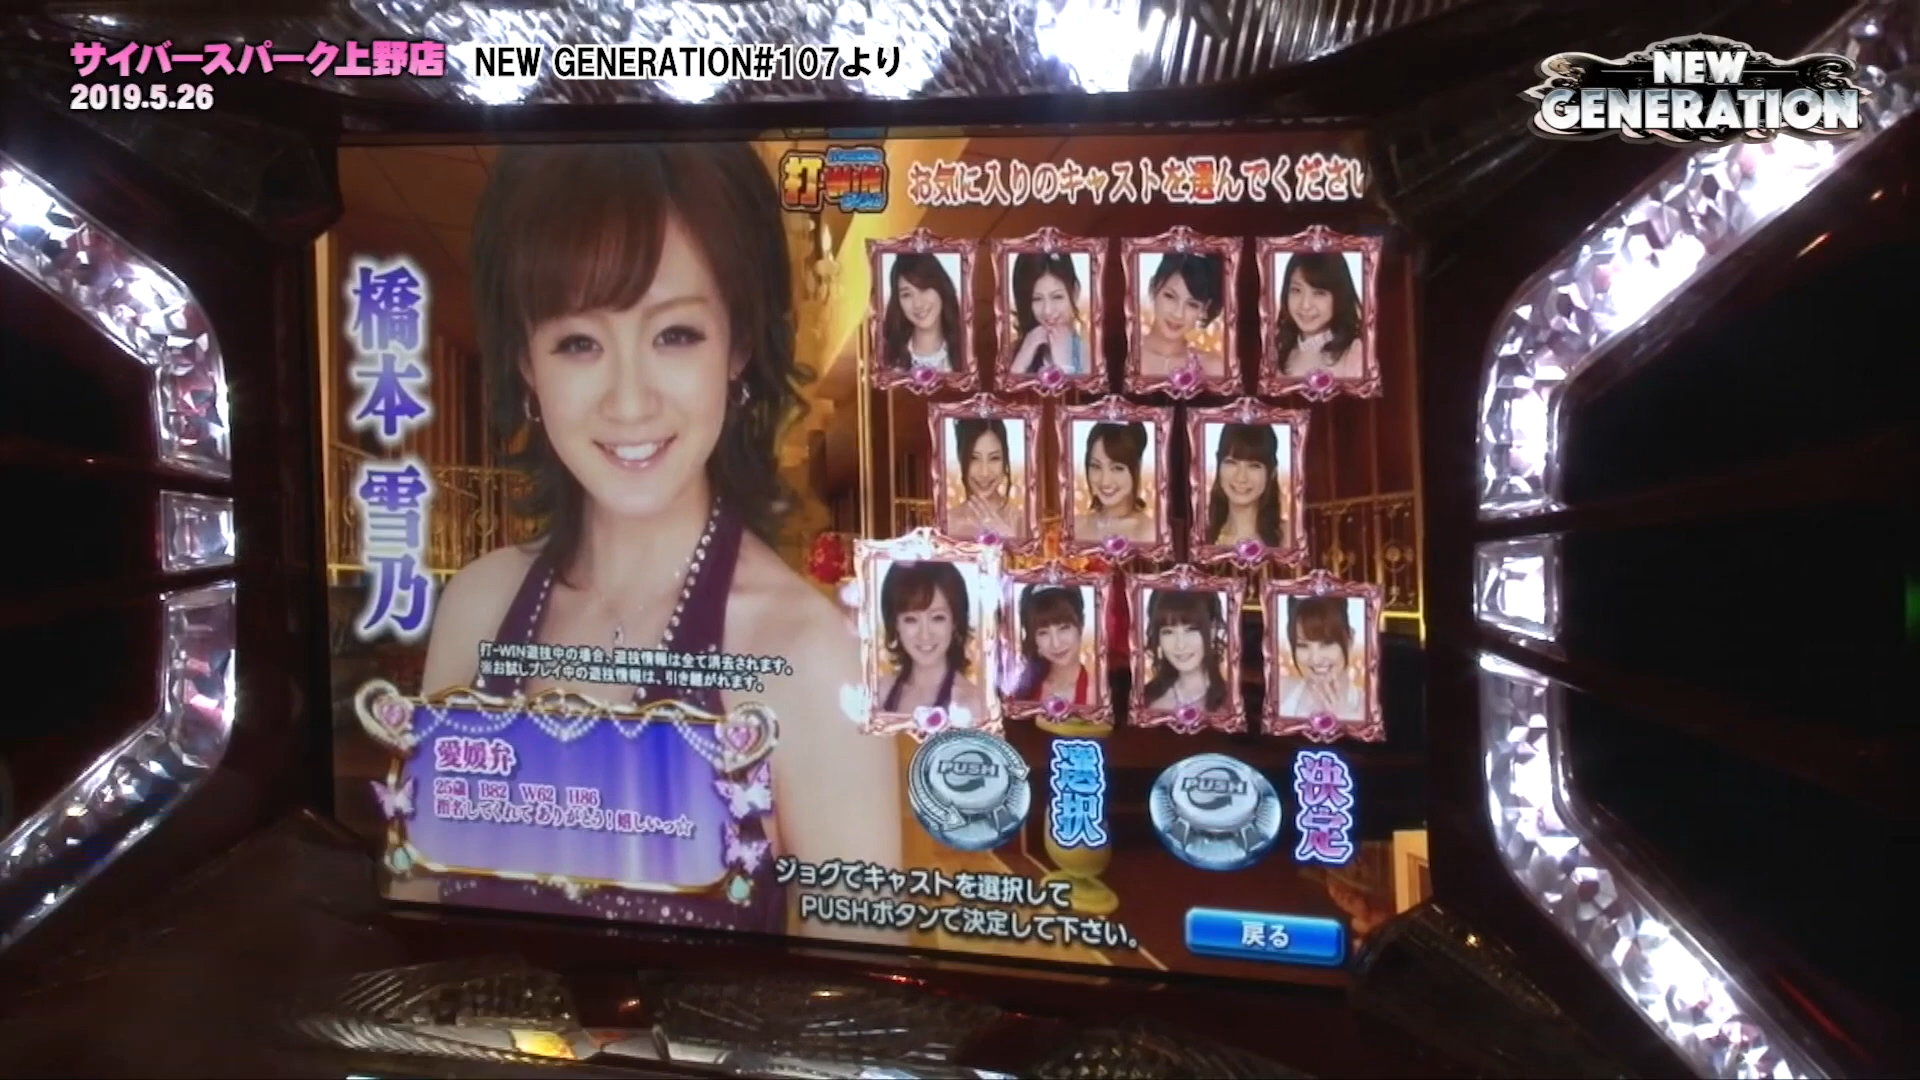 サイバースパーク上野店 NEW GENERATION#107より
2019.5.26
NEW
GENERATION
お気に入りのキャストを選んでください
橋本 雪乃
打-WIN遊技中の場合、遊技情報は全て消去されます。
※お試しプレイ中の遊技情報は、引き継がれます。
愛媛弁
25歳 B82 W62 H86
指名してくれてありがとう！嬉しいっ☆
PUSH
選択
PUSH
決定
ジョグでキャストを選択して
PUSHボタンで決定して下さい。
戻る